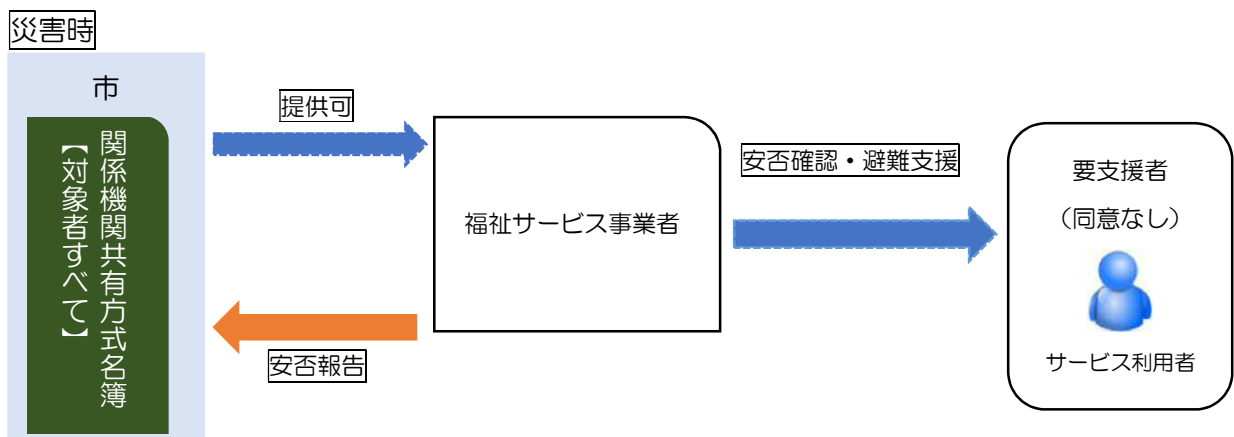 災害時
市
関係機関共有方式名簿
【対象者すべて】
提供可
安否報告
福祉サービス事業者
安否確認・避難支援
要支援者
（同意なし）
サービス利用者